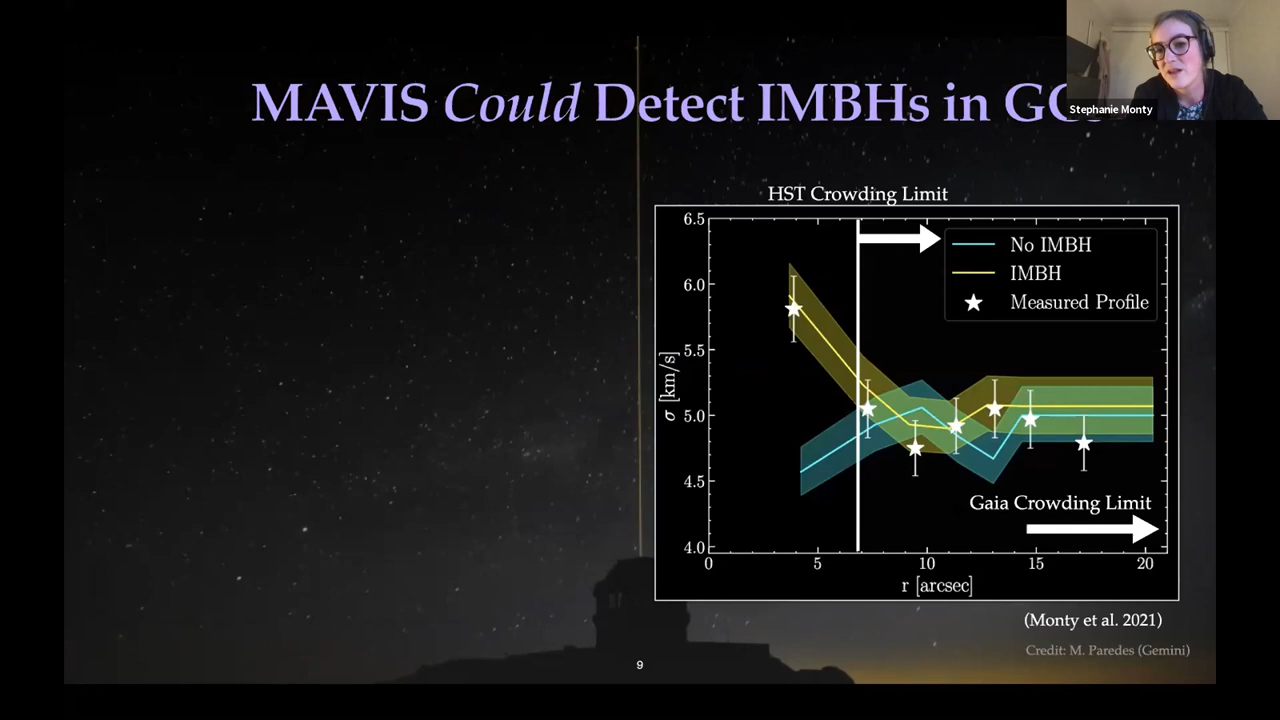 MAVIS Could Detect IMBHs in GC
Stephanie Monty
HST Crowding Limit
No IMBH
IMBH
Measured Profile
6.5
6.0
5.5
5.0
4.5
4.0
σ [km/s]
Gaia Crowding Limit
0 5 10 15 20
r [arcsec]
(Monty et al. 2021)
Credit: M. Paredes (Gemini)
9